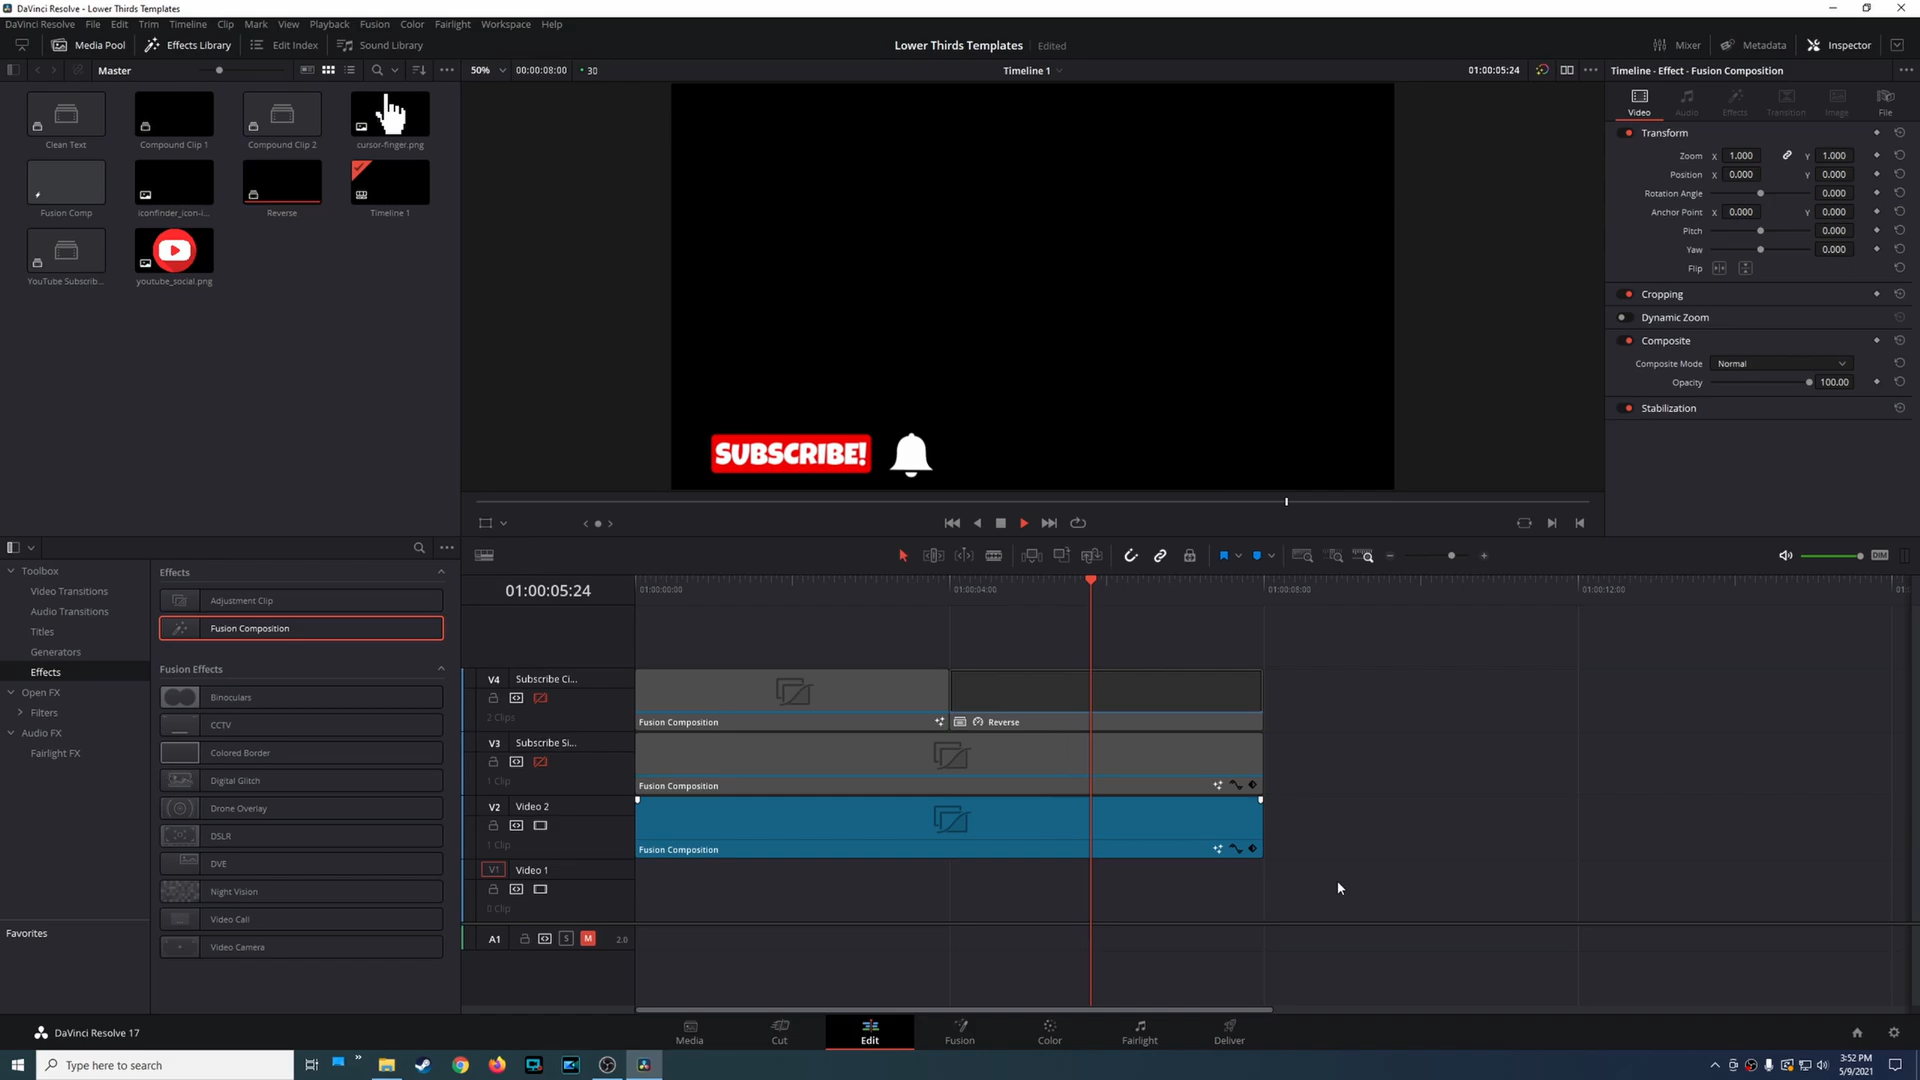 DaVinci Resolve - Lower Thirds Templates
DaVinci Resolve File Edit Trim Timeline Clip Mark View Playback Fusion Color Fairlight Workspace Help
Media Pool Effects Library Edit Index Sound Library Lower Thirds Templates Edited Mixer Metadata Inspector
Master 50% 00:00:08:00 30 Timeline 1 01:00:05:24 Timeline - Effect - Fusion Composition
Video Audio Effects Transition Image File
Clean Text Compound Clip 1 Compound Clip 2 cursor-finger.png
Fusion Comp iconfinder_icon-i... Reverse Timeline 1
YouTube Subscrib... youtube_social.png
Transform
Zoom X 1.000 Y 1.000
Position X 0.000 Y 0.000
Rotation Angle 0.000
Anchor Point X 0.000 Y 0.000
Pitch 0.000
Yaw 0.000
Flip
Cropping
Dynamic Zoom
Composite
Composite Mode Normal
Opacity 100.00
Stabilization
SUBSCRIBE!
Toolbox
Video Transitions
Audio Transitions
Titles
Generators
Effects
Open FX
Filters
Audio FX
Fairlight FX
Favorites
Effects
Adjustment Clip
Fusion Composition
Fusion Effects
Binoculars
CCTV
Colored Border
Digital Glitch
Drone Overlay
DSLR
DVE
Night Vision
Video Call
Video Camera
DIM
01:00:05:24 01:00:00:00 01:00:04:00 01:00:08:00 01:00:12:00
V4 Subscribe Ci...
2 Clips
Fusion Composition Reverse
V3 Subscribe Si...
1 Clip
Fusion Composition
V2 Video 2
1 Clip
Fusion Composition
V1 Video 1
0 Clip
A1 S M 2.0
DaVinci Resolve 17
Media Cut Edit Fusion Color Fairlight Deliver
Type here to search
3:52 PM
5/9/2021